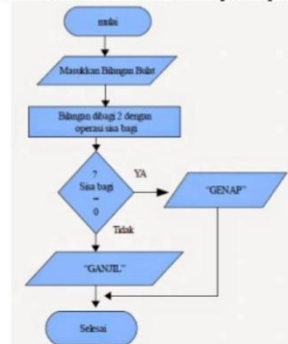 mulai
Masukkan Bilangan Bulat
Bilangan dibagi 2 dengan
operasi sisa bagi
?
Sisa bagi
=
0
YA
"GENAP"
Tidak
"GANJIL"
Selesai